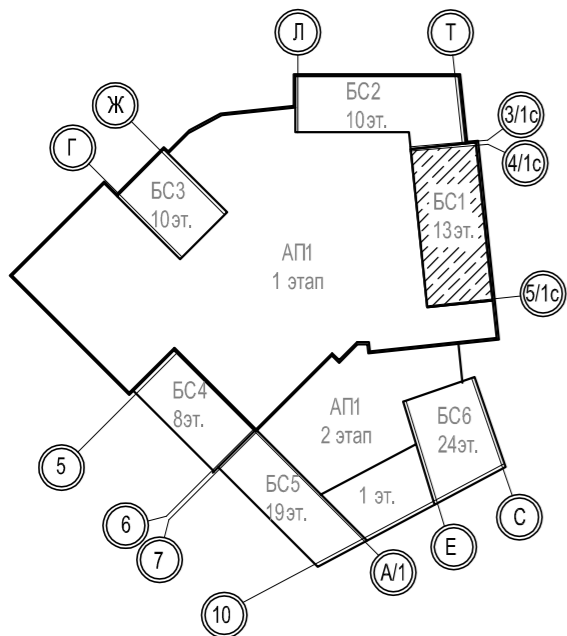 Л
Т
Ж
БС2
10эт.
3/1с
4/1с
Г
БС3
10эт.
БС1
13эт.
АП1
1 этап
5/1с
БС4
8эт.
АП1
2 этап
БС6
24эт.
5
БС5
19эт.
1 эт.
6
7
С
Е
А/1
10